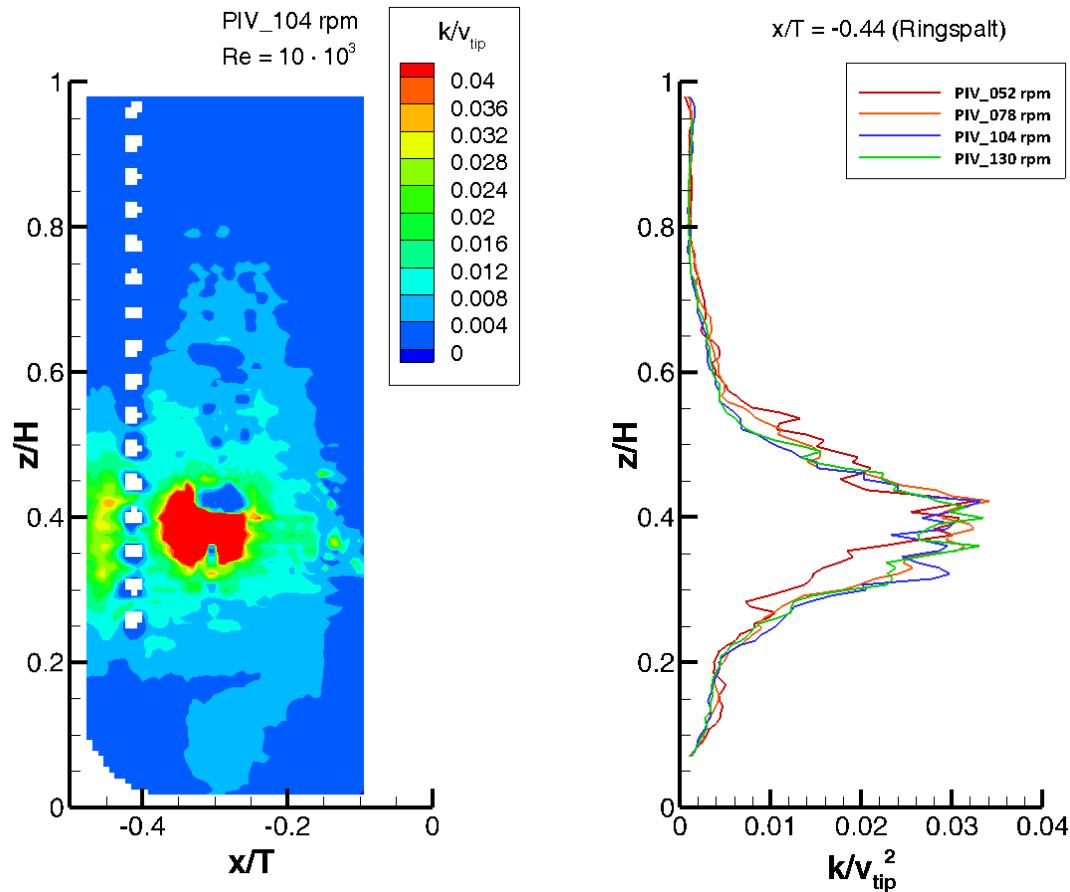 PIV_104 rpm
Re = 10 · 10³
k/v_tip
0.04
0.036
0.032
0.028
0.024
0.02
0.016
0.012
0.008
0.004
0
1
0.8
0.6
0.4
0.2
0
z/H
-0.4
-0.2
0
x/T
x/T = -0.44 (Ringspalt)
PIV_052 rpm
PIV_078 rpm
PIV_104 rpm
PIV_130 rpm
1
0.8
0.6
0.4
0.2
0
z/H
0
0.01
0.02
0.03
0.04
k/v_tip²